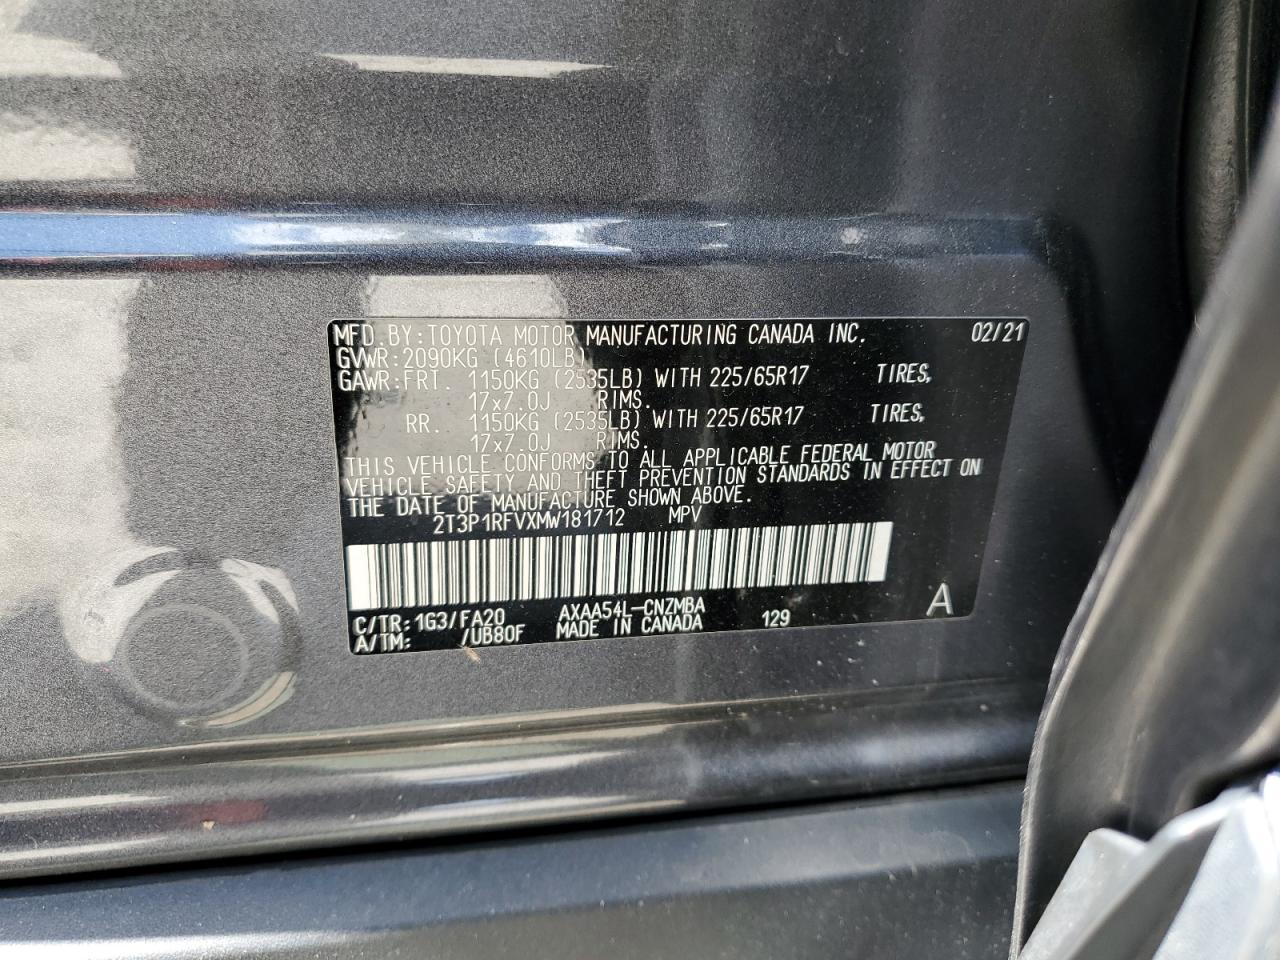 MFD.BY:TOYOTA MOTOR MANUFACTURING CANADA INC. 02/21
GVWR:2090KG (4610LB)
GAWR:FRT. 1150KG (2535LB) WITH 225/65R17 TIRES,
17x7.0J RIMS.
RR. 1150KG (2535LB) WITH 225/65R17 TIRES,
17x7.0J RIMS.
THIS VEHICLE CONFORMS TO ALL APPLICABLE FEDERAL MOTOR
VEHICLE SAFETY AND THEFT PREVENTION STANDARDS IN EFFECT ON
THE DATE OF MANUFACTURE SHOWN ABOVE.
2T3P1RFVXMW181712 MPV
C/TR:1G3/FA20 AXAA54L-CNZMBA 129 A
A/TM: /UB80F MADE IN CANADA